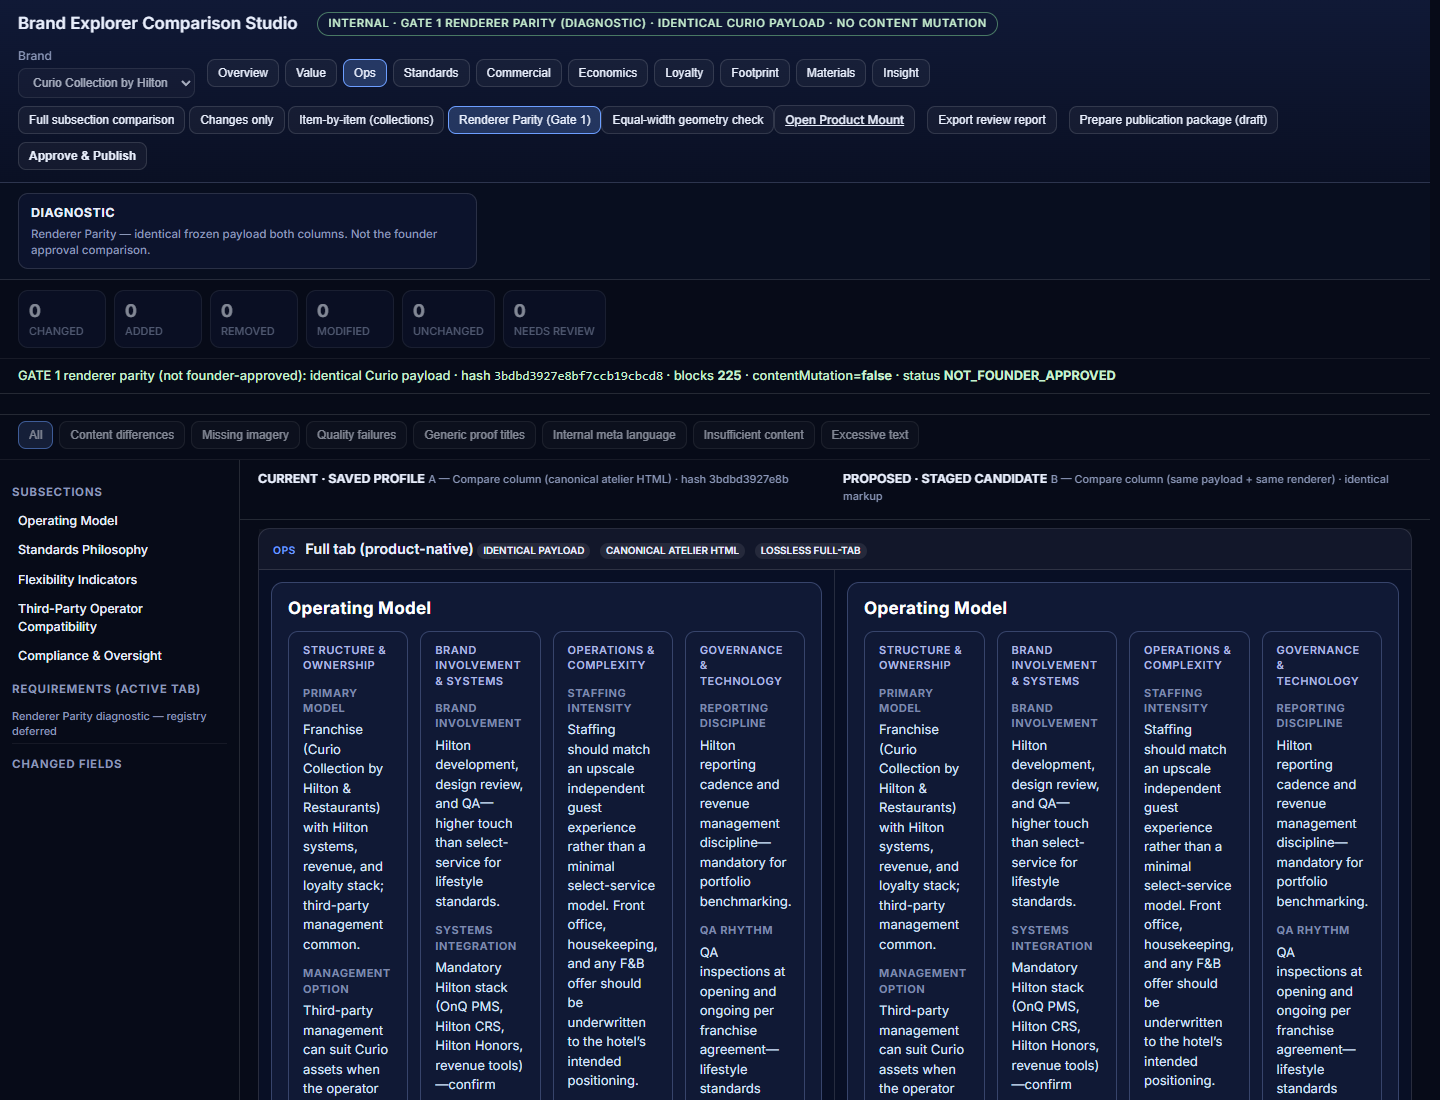 Brand Explorer Comparison Studio
INTERNAL · GATE 1 RENDERER PARITY (DIAGNOSTIC) · IDENTICAL CURIO PAYLOAD · NO CONTENT MUTATION
Brand
Curio Collection by Hilton
Overview
Value
Ops
Standards
Commercial
Economics
Loyalty
Footprint
Materials
Insight
Full subsection comparison
Changes only
Item-by-item (collections)
Renderer Parity (Gate 1)
Equal-width geometry check
Open Product Mount
Export review report
Prepare publication package (draft)
Approve & Publish
DIAGNOSTIC
Renderer Parity — identical frozen payload both columns. Not the founder
approval comparison.
0
CHANGED
0
ADDED
0
REMOVED
0
MODIFIED
0
UNCHANGED
0
NEEDS REVIEW
GATE 1 renderer parity (not founder-approved): identical Curio payload · hash 3bdbd3927e8bf7ccb19cbcd8 · blocks 225 · contentMutation=false · status NOT_FOUNDER_APPROVED
All
Content differences
Missing imagery
Quality failures
Generic proof titles
Internal meta language
Insufficient content
Excessive text
SUBSECTIONS
Operating Model
Standards Philosophy
Flexibility Indicators
Third-Party Operator
Compatibility
Compliance & Oversight
REQUIREMENTS (ACTIVE TAB)
Renderer Parity diagnostic — registry
deferred
CHANGED FIELDS
CURRENT · SAVED PROFILE A — Compare column (canonical atelier HTML) · hash 3bdbd3927e8b
PROPOSED · STAGED CANDIDATE B — Compare column (same payload + same renderer) · identical
markup
OPS Full tab (product-native) IDENTICAL PAYLOAD CANONICAL ATELIER HTML LOSSLESS FULL-TAB
Operating Model
STRUCTURE &
OWNERSHIP
PRIMARY
MODEL
Franchise
(Curio
Collection by
Hilton &
Restaurants)
with Hilton
systems,
revenue, and
loyalty stack;
third-party
management
common.
MANAGEMENT
OPTION
Third-party
management
can suit Curio
assets when
the operator
BRAND
INVOLVEMENT
& SYSTEMS
BRAND
INVOLVEMENT
Hilton
development,
design review,
and QA—
higher touch
than select-
service for
lifestyle
standards.
SYSTEMS
INTEGRATION
Mandatory
Hilton stack
(OnQ PMS,
Hilton CRS,
Hilton Honors,
revenue tools)
—confirm
OPERATIONS &
COMPLEXITY
STAFFING
INTENSITY
Staffing
should match
an upscale
independent
guest
experience
rather than a
minimal
select-service
model. Front
office,
housekeeping,
and any F&B
offer should
be
underwritten
to the hotel's
intended
positioning.
GOVERNANCE
&
TECHNOLOGY
REPORTING
DISCIPLINE
Hilton
reporting
cadence and
revenue
management
discipline—
mandatory for
portfolio
benchmarking.
QA RHYTHM
QA
inspections at
opening and
ongoing per
franchise
agreement—
lifestyle
standards
Operating Model
STRUCTURE &
OWNERSHIP
PRIMARY
MODEL
Franchise
(Curio
Collection by
Hilton &
Restaurants)
with Hilton
systems,
revenue, and
loyalty stack;
third-party
management
common.
MANAGEMENT
OPTION
Third-party
management
can suit Curio
assets when
the operator
BRAND
INVOLVEMENT
& SYSTEMS
BRAND
INVOLVEMENT
Hilton
development,
design review,
and QA—
higher touch
than select-
service for
lifestyle
standards.
SYSTEMS
INTEGRATION
Mandatory
Hilton stack
(OnQ PMS,
Hilton CRS,
Hilton Honors,
revenue tools)
—confirm
OPERATIONS &
COMPLEXITY
STAFFING
INTENSITY
Staffing
should match
an upscale
independent
guest
experience
rather than a
minimal
select-service
model. Front
office,
housekeeping,
and any F&B
offer should
be
underwritten
to the hotel's
intended
positioning.
GOVERNANCE
&
TECHNOLOGY
REPORTING
DISCIPLINE
Hilton
reporting
cadence and
revenue
management
discipline—
mandatory for
portfolio
benchmarking.
QA RHYTHM
QA
inspections at
opening and
ongoing per
franchise
agreement—
lifestyle
standards